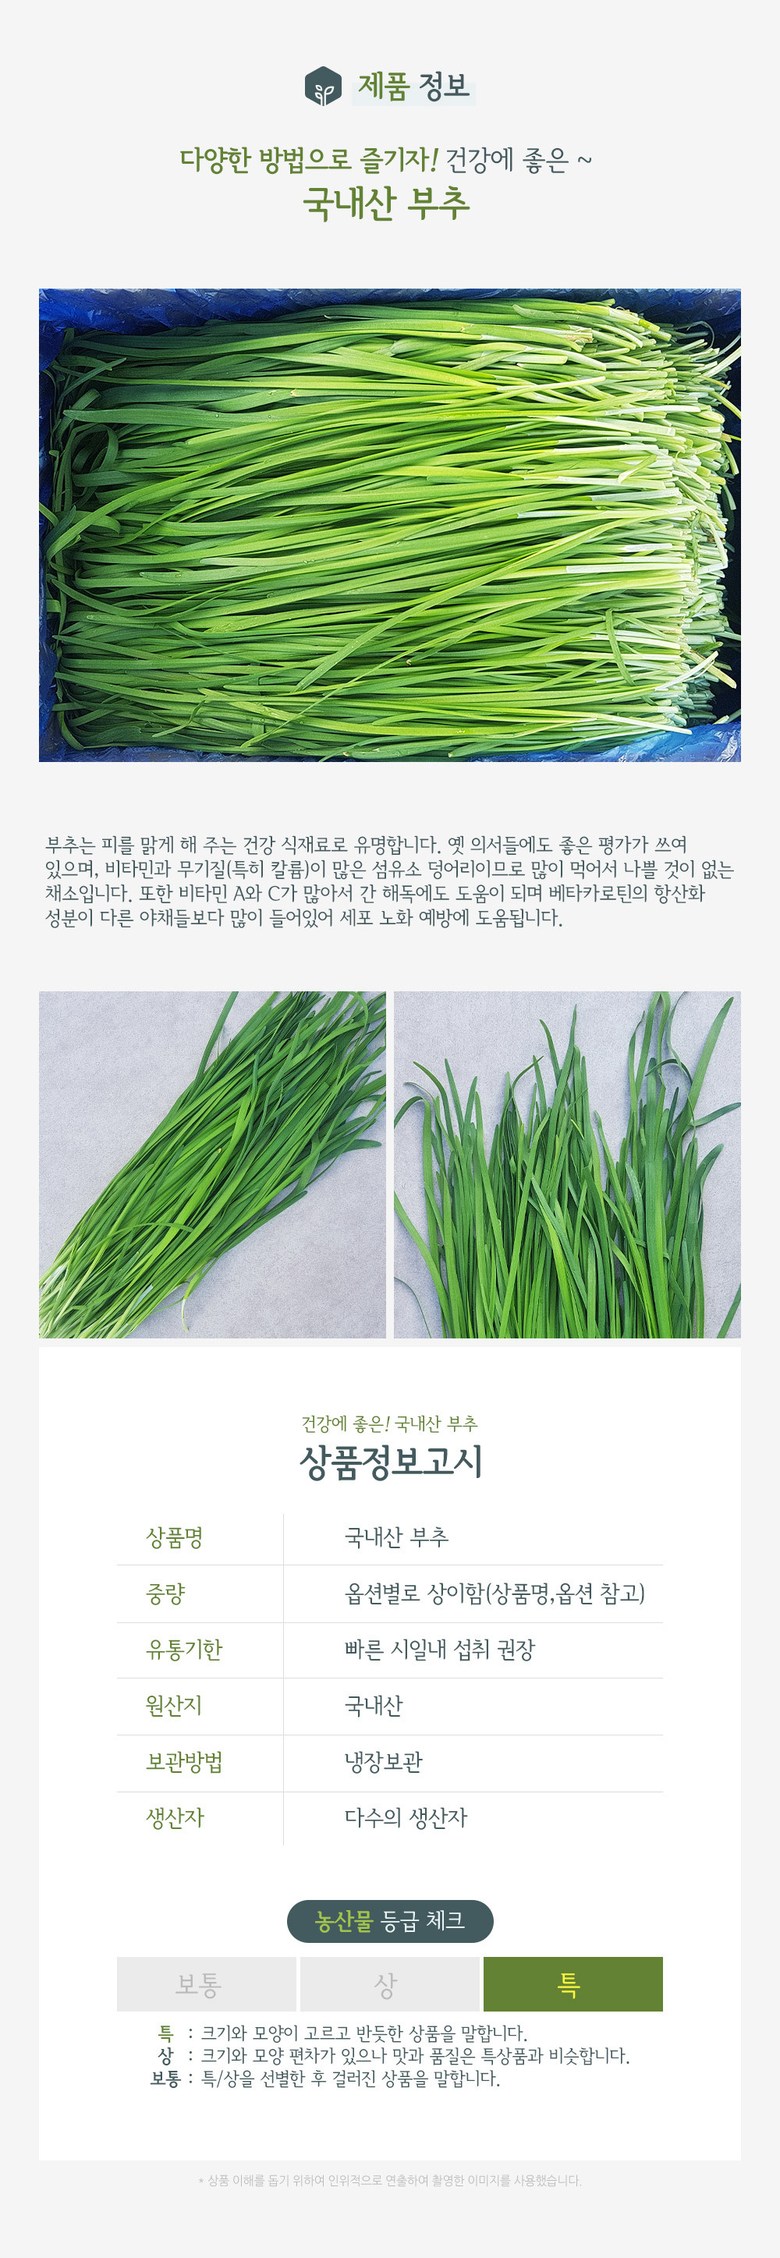 제품 정보
다양한 방법으로 즐기자! 건강에 좋은 ~
국내산 부추
부추는 피를 맑게 해 주는 건강 식재료로 유명합니다. 옛 의서들에도 좋은 평가가 쓰여
있으며, 비타민과 무기질(특히 칼륨)이 많은 섬유소 덩어리이므로 많이 먹어서 나쁠 것이 없는
채소입니다. 또한 비타민 A와 C가 많아서 간 해독에도 도움이 되며 베타카로틴의 항산화
성분이 다른 야채들보다 많이 들어있어 세포 노화 예방에 도움됩니다.
건강에 좋은! 국내산 부추
상품정보고시
상품명 국내산 부추
중량 옵션별로 상이함(상품명,옵션 참고)
유통기한 빠른 시일내 섭취 권장
원산지 국내산
보관방법 냉장보관
생산자 다수의 생산자
농산물 등급 체크
보통 상 특
특 : 크기와 모양이 고르고 반듯한 상품을 말합니다.
상 : 크기와 모양 편차가 있으나 맛과 품질은 특상품과 비슷합니다.
보통 : 특/상을 선별한 후 걸러진 상품을 말합니다.
* 상품 이해를 돕기 위하여 인위적으로 연출하여 촬영한 이미지를 사용했습니다.